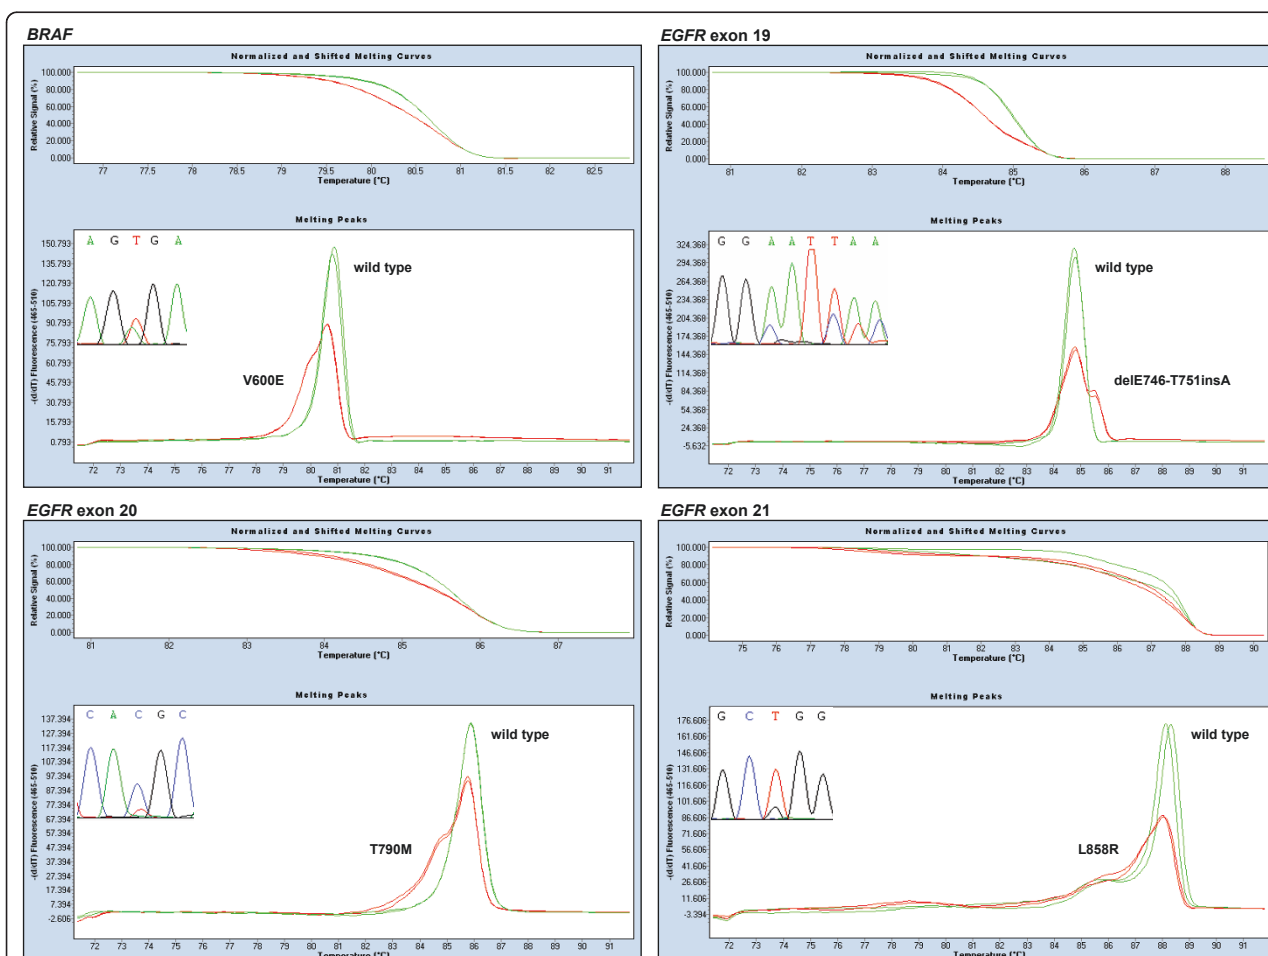 BRAF
Normalized and Shifted Melting Curves
Relative Signal (%)
100.000
80.000
60.000
40.000
20.000
0.000
77 77.5 78 78.5 79 79.5 80 80.5 81 81.5 82 82.5
Temperature (°C)
Melting Peaks
-(d/dT) Fluorescence (465-510)
150.793
135.793
120.793
105.793
90.793
75.793
60.793
45.793
30.793
15.793
0.793
A G T G A
wild type
V600E
72 73 74 75 76 77 78 79 80 81 82 83 84 85 86 87 88 89 90 91
Temperature (°C)
EGFR exon 19
Normalized and Shifted Melting Curves
Relative Signal (%)
100.000
80.000
60.000
40.000
20.000
0.000
81 82 83 84 85 86 87 88
Temperature (°C)
Melting Peaks
-(d/dT) Fluorescence (465-510)
324.368
294.368
264.368
234.368
204.368
174.368
144.368
114.368
84.368
54.368
24.368
-5.632
G G A A T T A A
wild type
delE746-T751insA
72 73 74 75 76 77 78 79 80 81 82 83 84 85 86 87 88 89 90 91
Temperature (°C)
EGFR exon 20
Normalized and Shifted Melting Curves
Relative Signal (%)
100.000
80.000
60.000
40.000
20.000
0.000
81 82 83 84 85 86 87
Temperature (°C)
Melting Peaks
-(d/dT) Fluorescence (465-510)
137.394
127.394
117.394
107.394
97.394
87.394
77.394
67.394
57.394
47.394
37.394
27.394
17.394
7.394
-2.606
C A C G C
wild type
T790M
72 73 74 75 76 77 78 79 80 81 82 83 84 85 86 87 88 89 90 91
Temperature (°C)
EGFR exon 21
Normalized and Shifted Melting Curves
Relative Signal (%)
100.000
80.000
60.000
40.000
20.000
0.000
75 76 77 78 79 80 81 82 83 84 85 86 87 88 89 90
Temperature (°C)
Melting Peaks
-(d/dT) Fluorescence (465-510)
176.606
161.606
146.606
131.606
116.606
101.606
86.606
71.606
56.606
41.606
26.606
11.606
-3.394
G C T G G
wild type
L858R
72 73 74 75 76 77 78 79 80 81 82 83 84 85 86 87 88 89 90 91
Temperature (°C)